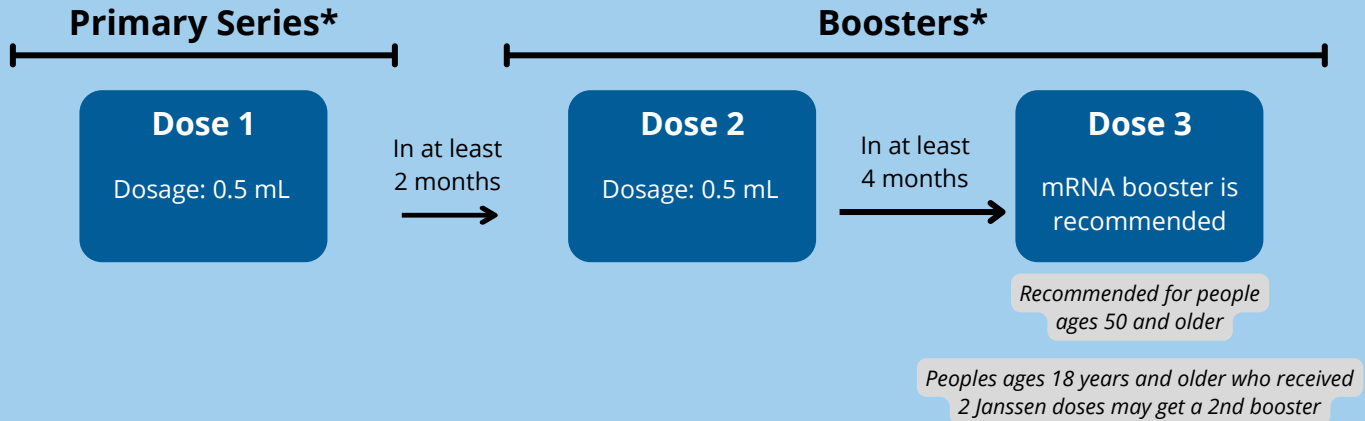 Primary Series*
Boosters*
Dose 1
Dosage: 0.5 mL
In at least
2 months
Dose 2
Dosage: 0.5 mL
In at least
4 months
Dose 3
mRNA booster is
recommended
Recommended for people
ages 50 and older
Peoples ages 18 years and older who received
2 Janssen doses may get a 2nd booster